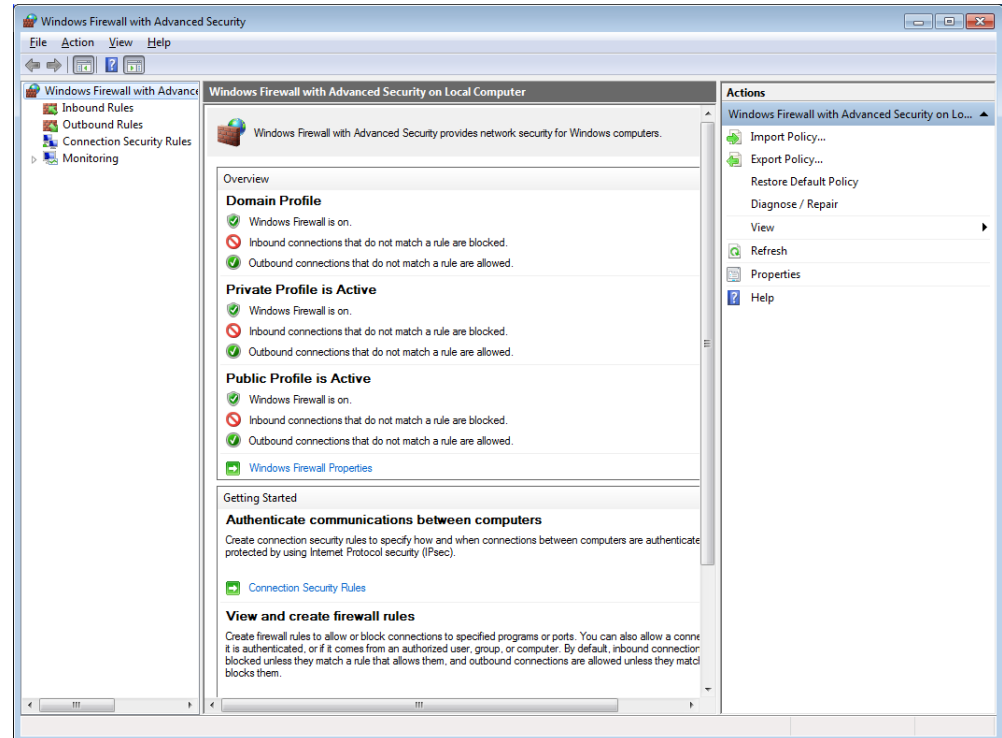 Windows Firewall with Advanced Security
File Action View Help
Windows Firewall with Advance
Inbound Rules
Outbound Rules
Connection Security Rules
Monitoring
Windows Firewall with Advanced Security on Local Computer
Windows Firewall with Advanced Security provides network security for Windows computers.
Overview
Domain Profile
Windows Firewall is on.
Inbound connections that do not match a rule are blocked.
Outbound connections that do not match a rule are allowed.
Private Profile is Active
Windows Firewall is on.
Inbound connections that do not match a rule are blocked.
Outbound connections that do not match a rule are allowed.
Public Profile is Active
Windows Firewall is on.
Inbound connections that do not match a rule are blocked.
Outbound connections that do not match a rule are allowed.
Windows Firewall Properties
Getting Started
Authenticate communications between computers
Create connection security rules to specify how and when connections between computers are authenticate
protected by using Internet Protocol security (IPsec).
Connection Security Rules
View and create firewall rules
Create firewall rules to allow or block connections to specified programs or ports. You can also allow a conne
it is authenticated, or if it comes from an authorized user, group, or computer. By default, inbound connection
blocked unless they match a rule that allows them, and outbound connections are allowed unless they matcl
blocks them.
Actions
Windows Firewall with Advanced Security on Lo...
Import Policy...
Export Policy...
Restore Default Policy
Diagnose / Repair
View
Refresh
Properties
Help